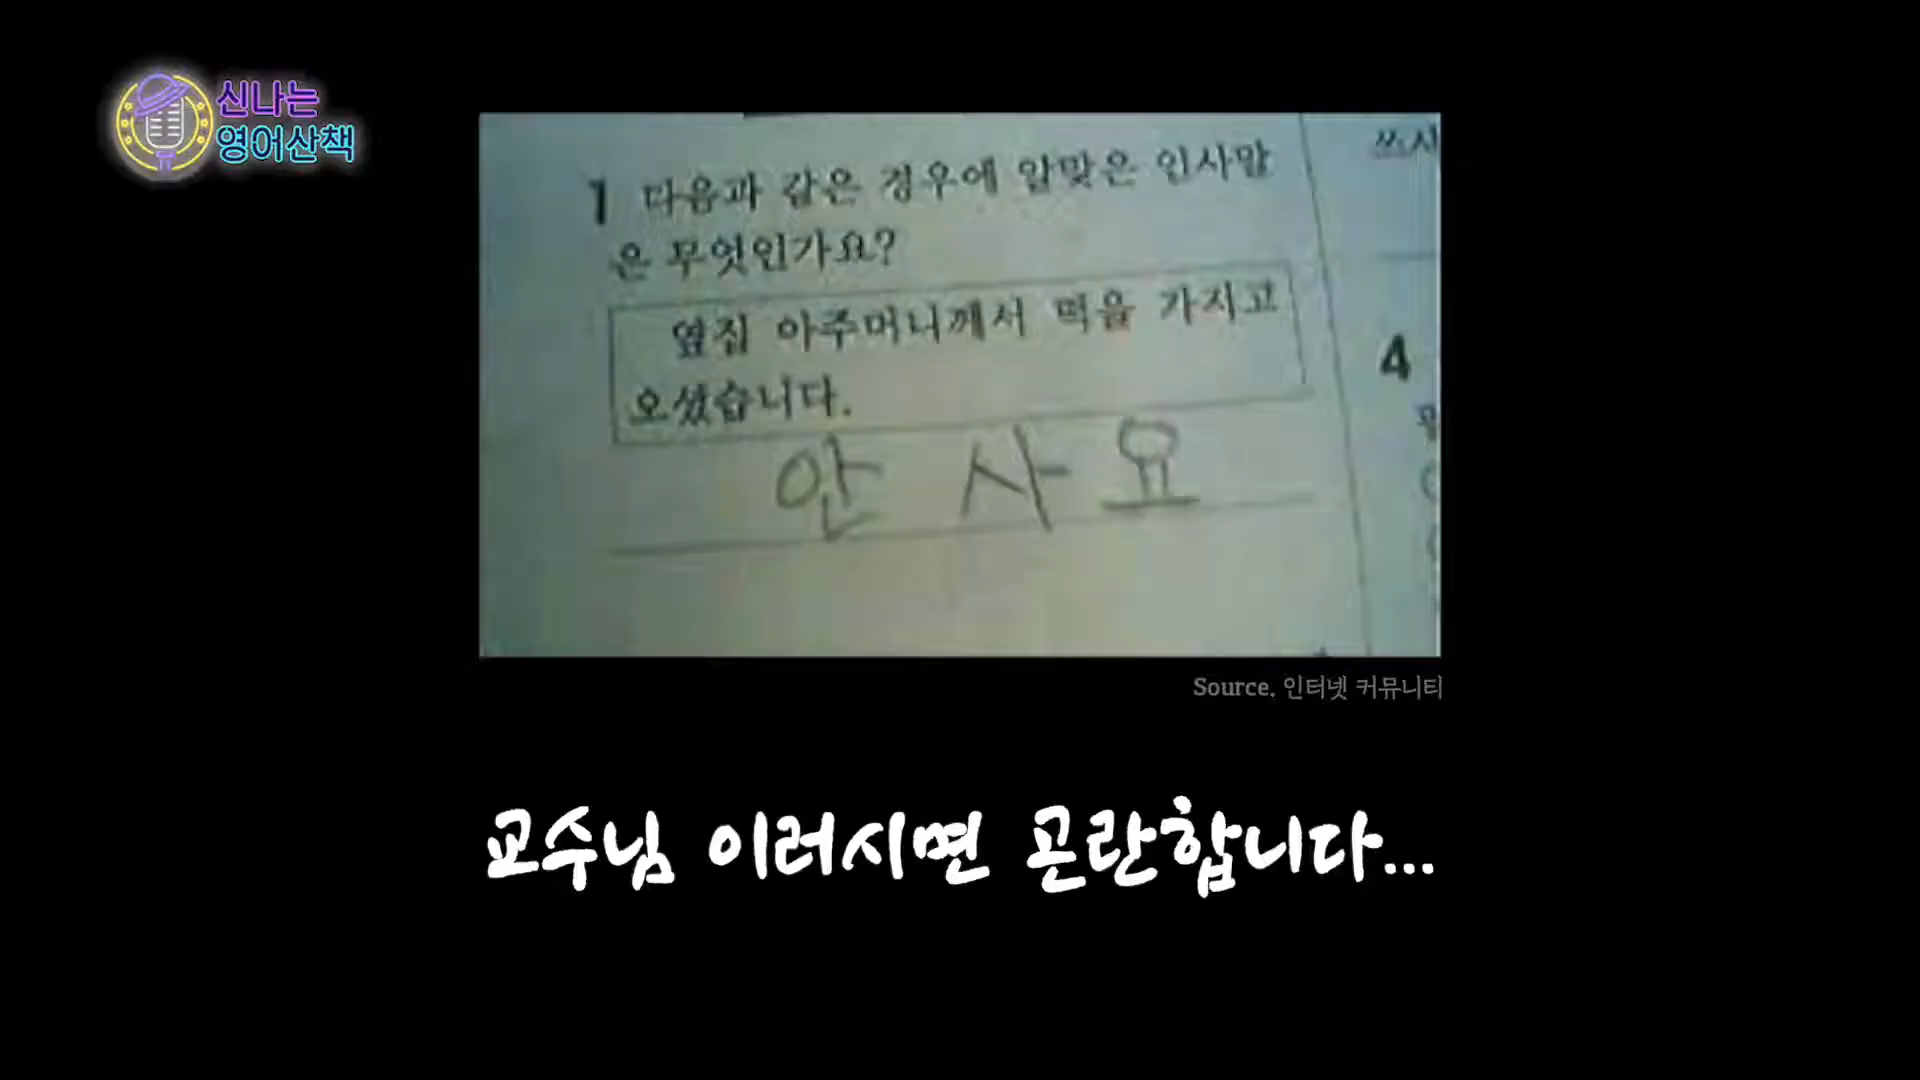 신나는
영어산책
1 다음과 같은 경우에 알맞은 인사말
은 무엇인가요?
옆집 아주머니께서 떡을 가지고
오셨습니다.
안 사요
쓰시
4
Source. 인터넷 커뮤니티
교수님 이러시면 곤란합니다...